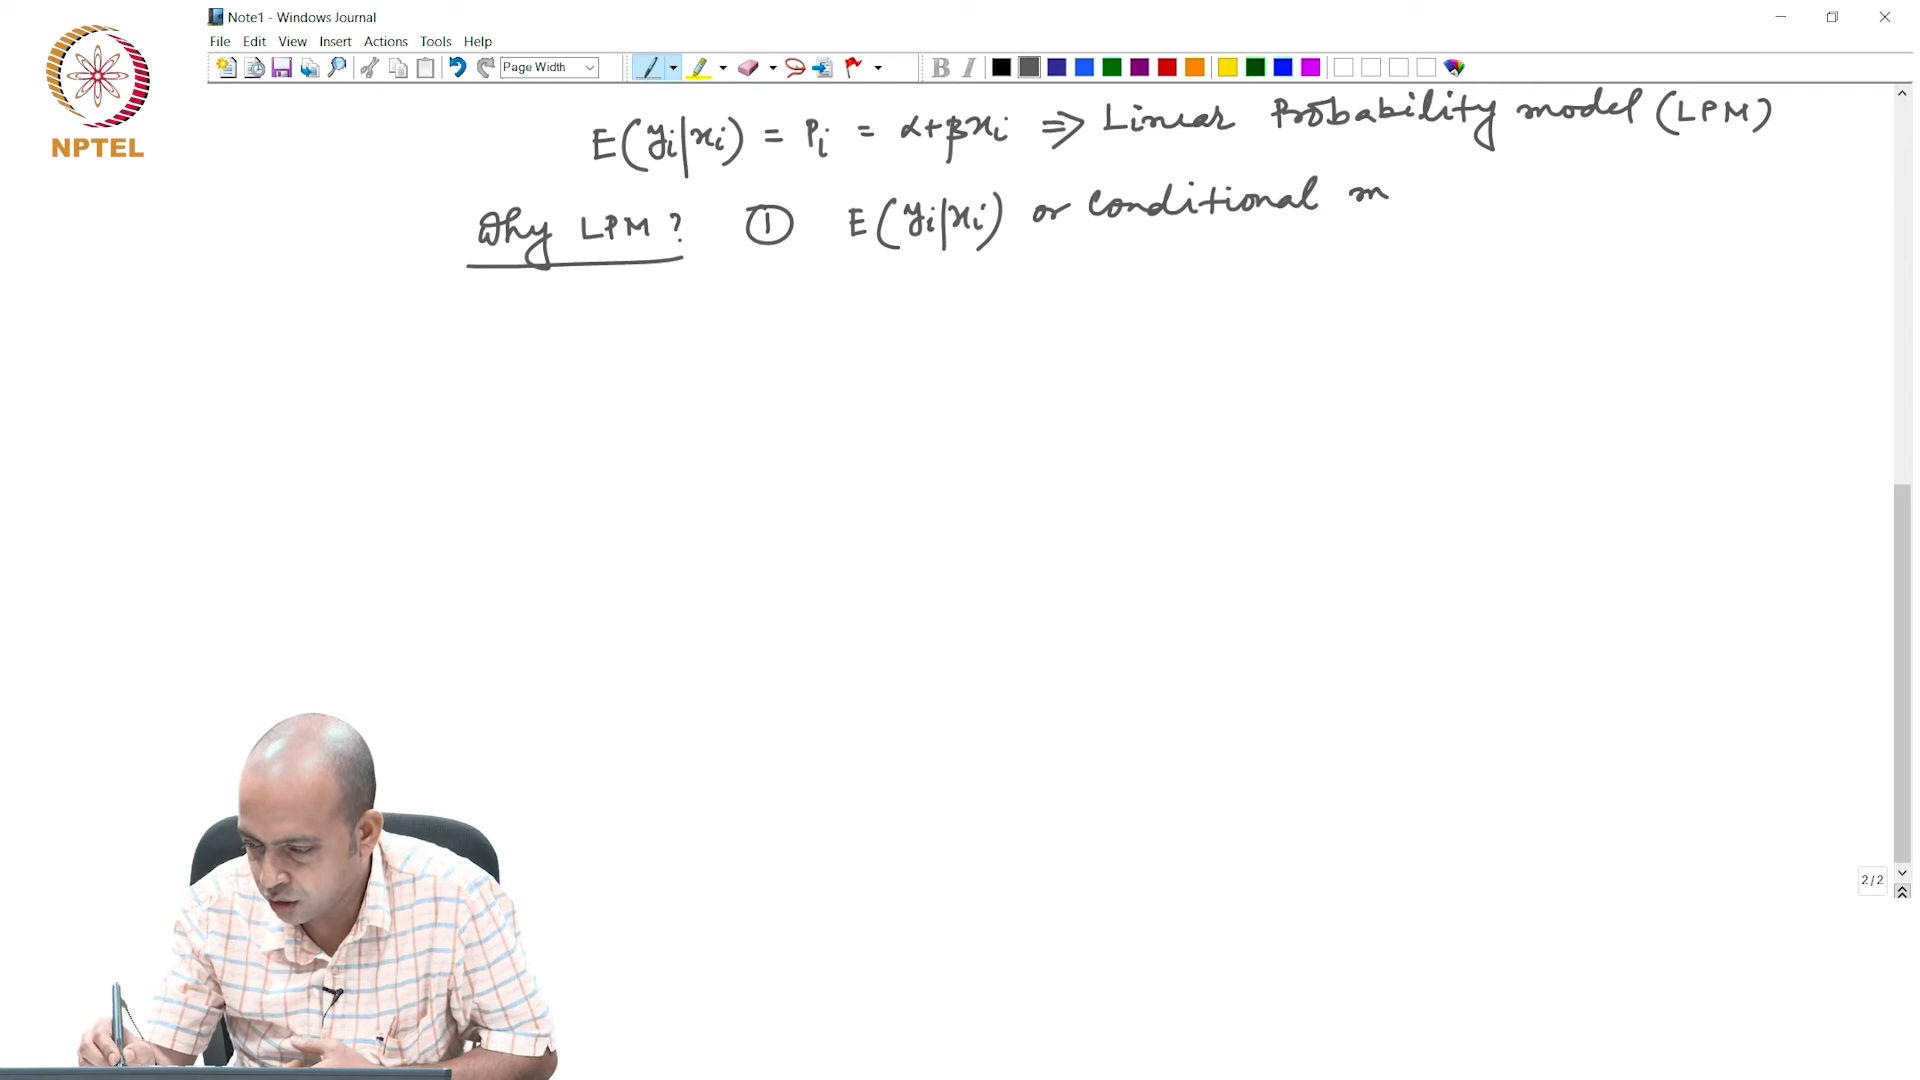 Note1 - Windows Journal
File Edit View Insert Actions Tools Help
Page Width
B I
NPTEL
E(yi|xi) = Pi = α+βxi ⇒ Linear Probability model (LPM)
Why LPM? ① E(yi|xi) or conditional m
2/2